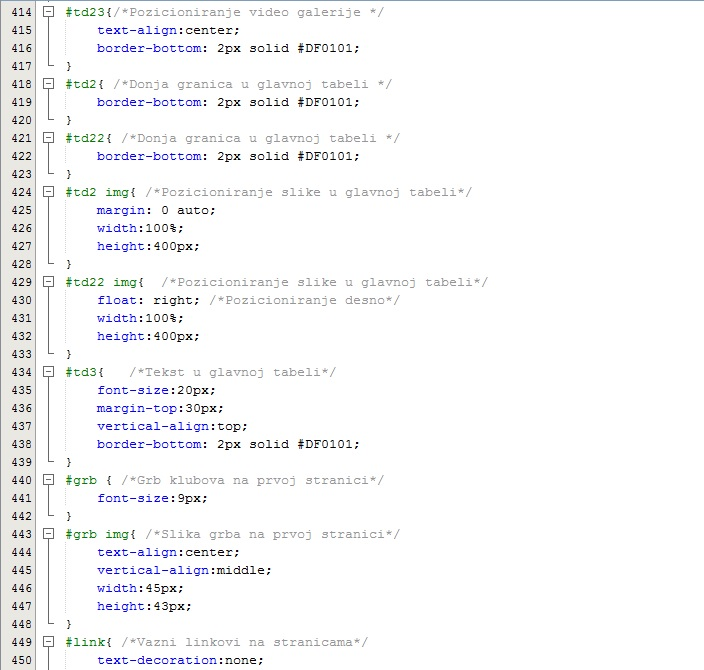 414 #td23{/*Pozicioniranje video galerije */
415 text-align:center;
416 border-bottom: 2px solid #DF0101;
417 }
418 #td2{ /*Donja granica u glavnoj tabeli */
419 border-bottom: 2px solid #DF0101;
420 }
421 #td22{ /*Donja granica u glavnoj tabeli */
422 border-bottom: 2px solid #DF0101;
423 }
424 #td2 img{ /*Pozicioniranje slike u glavnoj tabeli*/
425 margin: 0 auto;
426 width:100%;
427 height:400px;
428 }
429 #td22 img{  /*Pozicioniranje slike u glavnoj tabeli*/
430 float: right; /*Pozicioniranje desno*/
431 width:100%;
432 height:400px;
433 }
434 #td3{   /*Tekst u glavnoj tabeli*/
435 font-size:20px;
436 margin-top:30px;
437 vertical-align:top;
438 border-bottom: 2px solid #DF0101;
439 }
440 #grb { /*Grb klubova na prvoj stranici*/
441 font-size:9px;
442 }
443 #grb img{ /*Slika grba na prvoj stranici*/
444 text-align:center;
445 vertical-align:middle;
446 width:45px;
447 height:43px;
448 }
449 #link{ /*Vazni linkovi na stranicama*/
450 text-decoration:none;